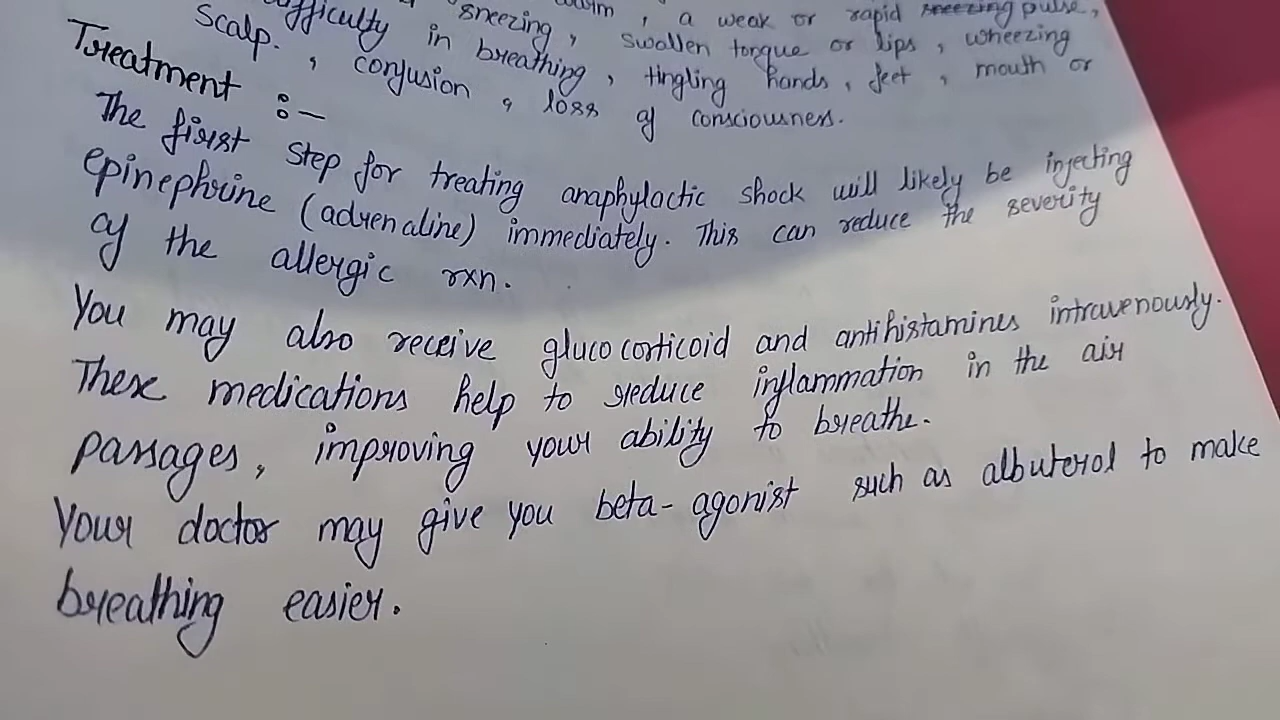 sneezing, a weak or rapid sneezing pulse,
difficulty in breathing, swollen torque or lips, wheezing
scalp., confusion, tingling hands, feet, mouth or
loss of consciousness.
Treatment :-
The first step for treating anaphylactic shock will likely be injecting
epinephrine (adrenaline) immediately. This can reduce the severity
of the allergic rxn.
You may also receive glucocorticoid and antihistamines intravenously.
These medications help to reduce inflammation in the air
passages, improving your ability to breathe.
Your doctor may give you beta-agonist such as albuterol to make
breathing easier.